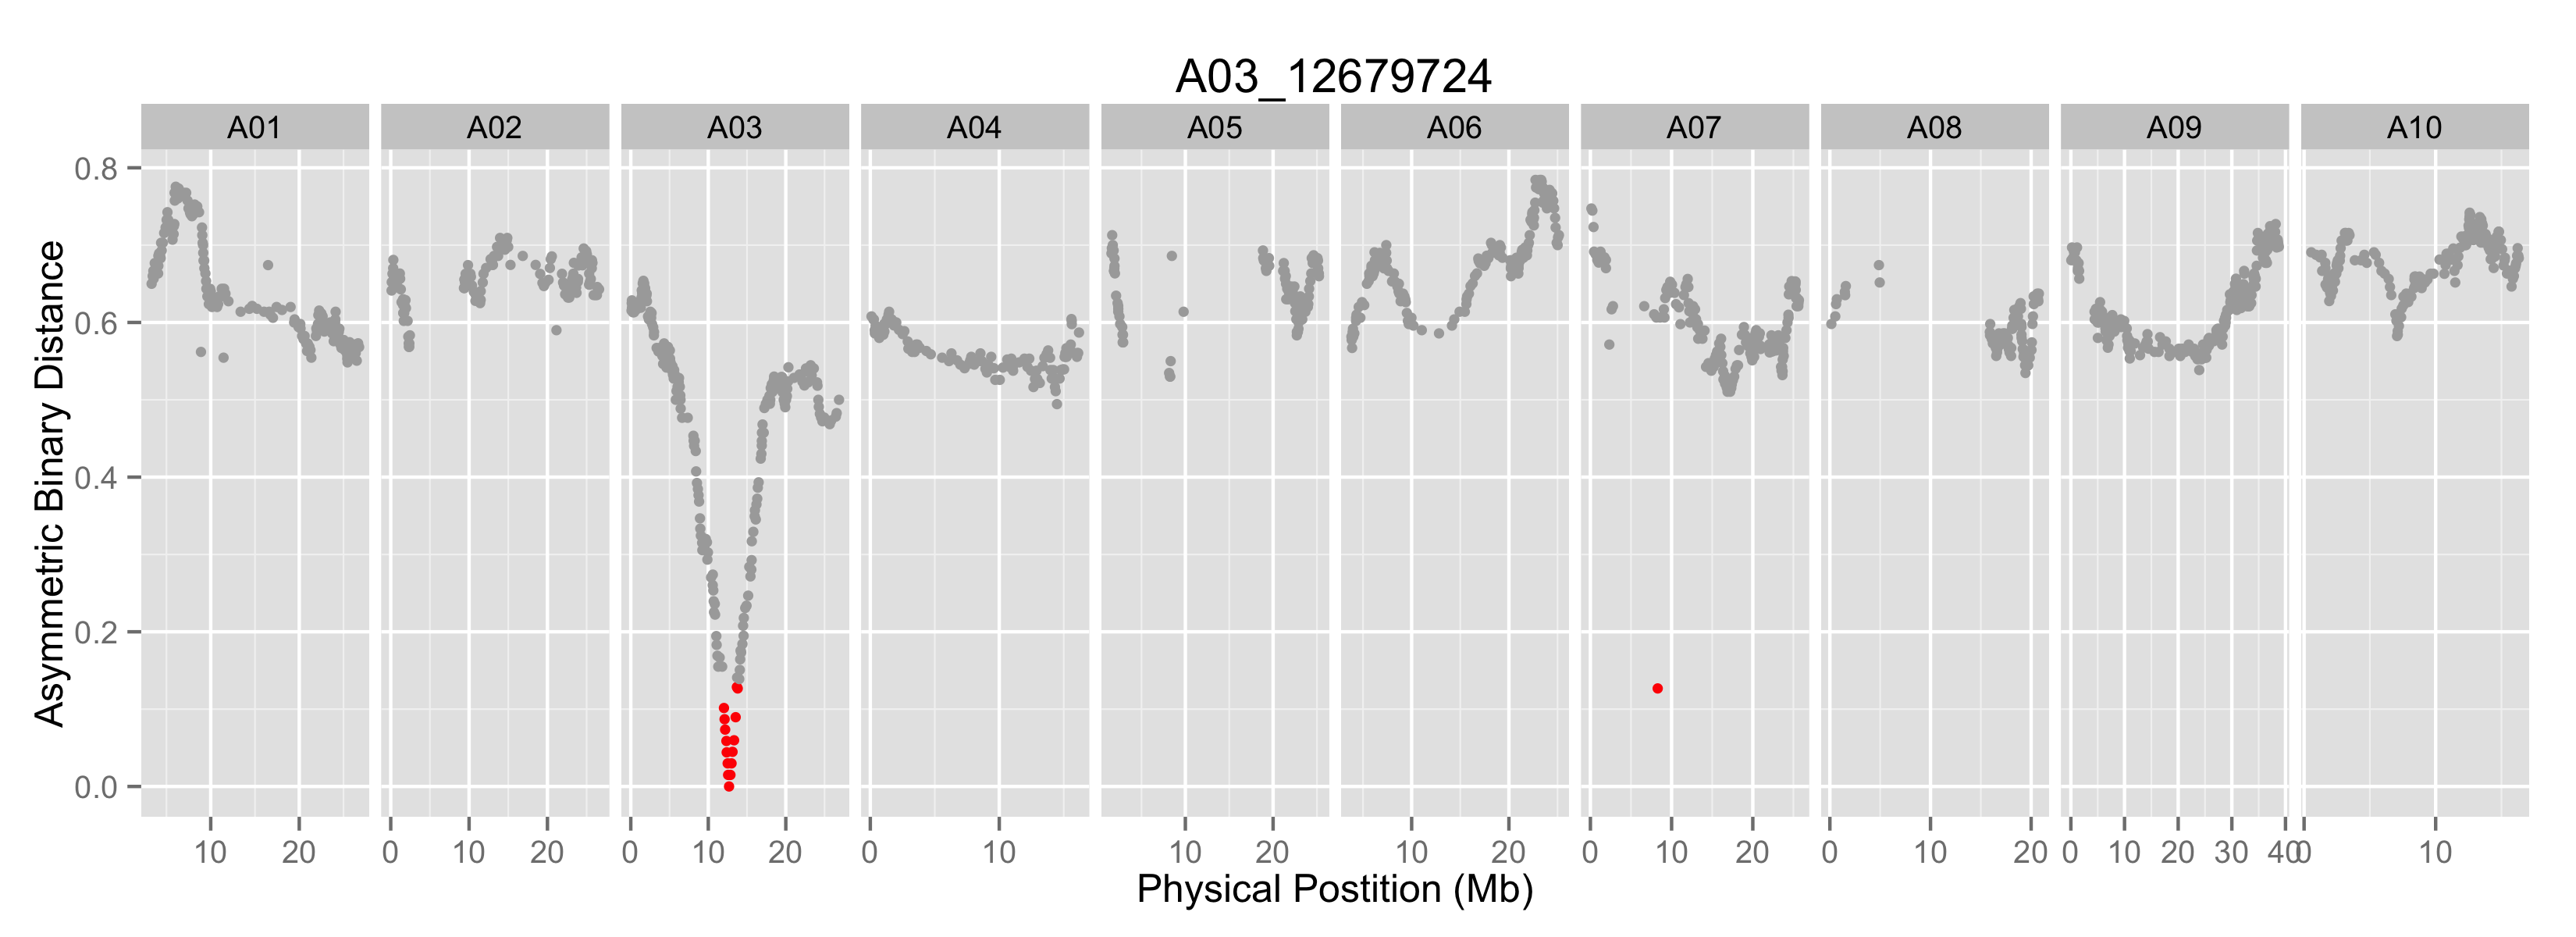 A03_12679724
A01 A02 A03 A04 A05 A06 A07 A08 A09 A10
Asymmetric Binary Distance
0.8
0.6
0.4
0.2
0.0
10 20 0 10 20 0 10 20 0 10 10 20 10 20 0 10 20 0 10 20 0 10 20 30 40 0 10
Physical Postition (Mb)